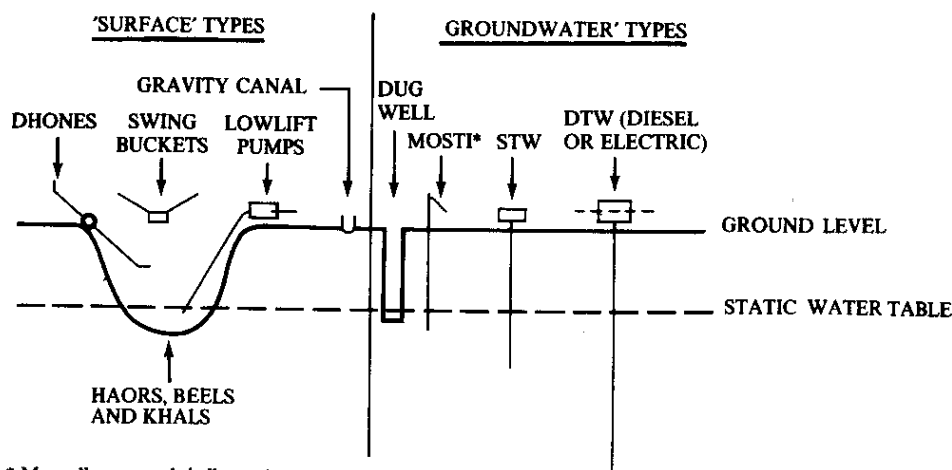 'SURFACE' TYPES
GROUNDWATER' TYPES
GRAVITY CANAL
DUG
WELL
DHONES
SWING
BUCKETS
LOWLIFT
PUMPS
MOSTI*
STW
DTW (DIESEL
OR ELECTRIC)
GROUND LEVEL
STATIC WATER TABLE
HAORS, BEELS
AND KHALS